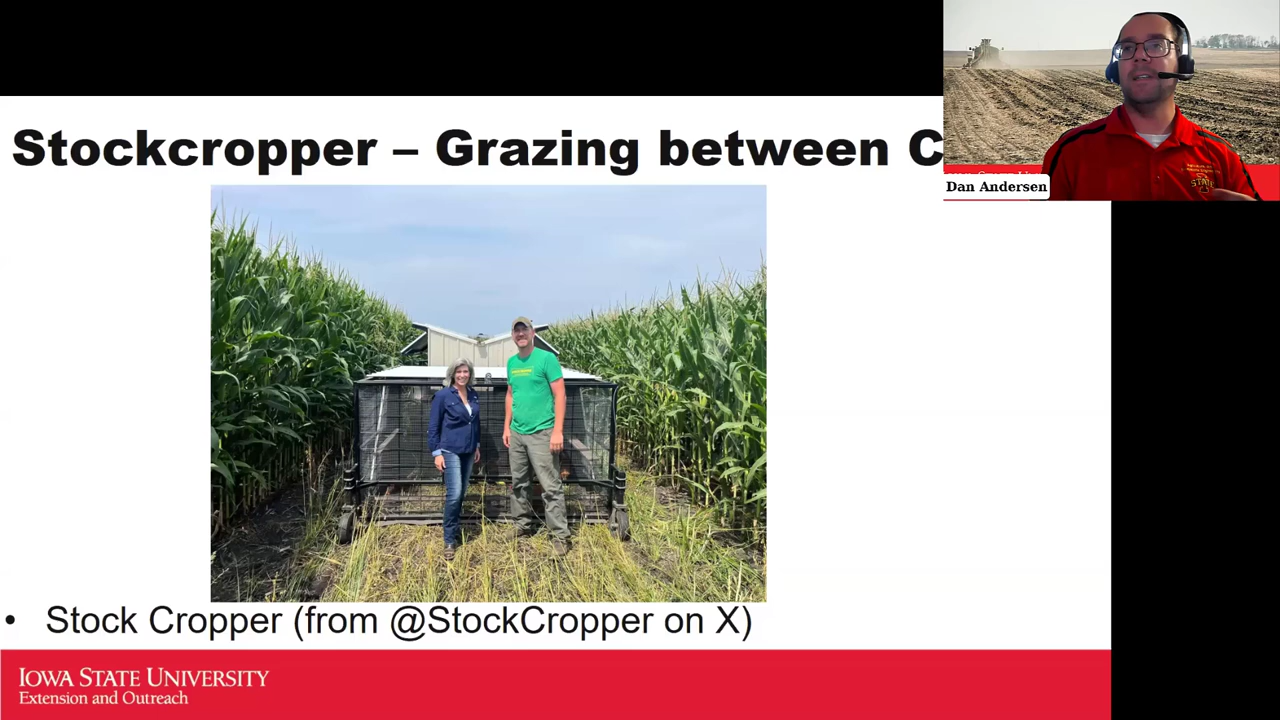 Stockcropper – Grazing between C
Dan Andersen
• Stock Cropper (from @StockCropper on X)
IOWA STATE UNIVERSITY
Extension and Outreach